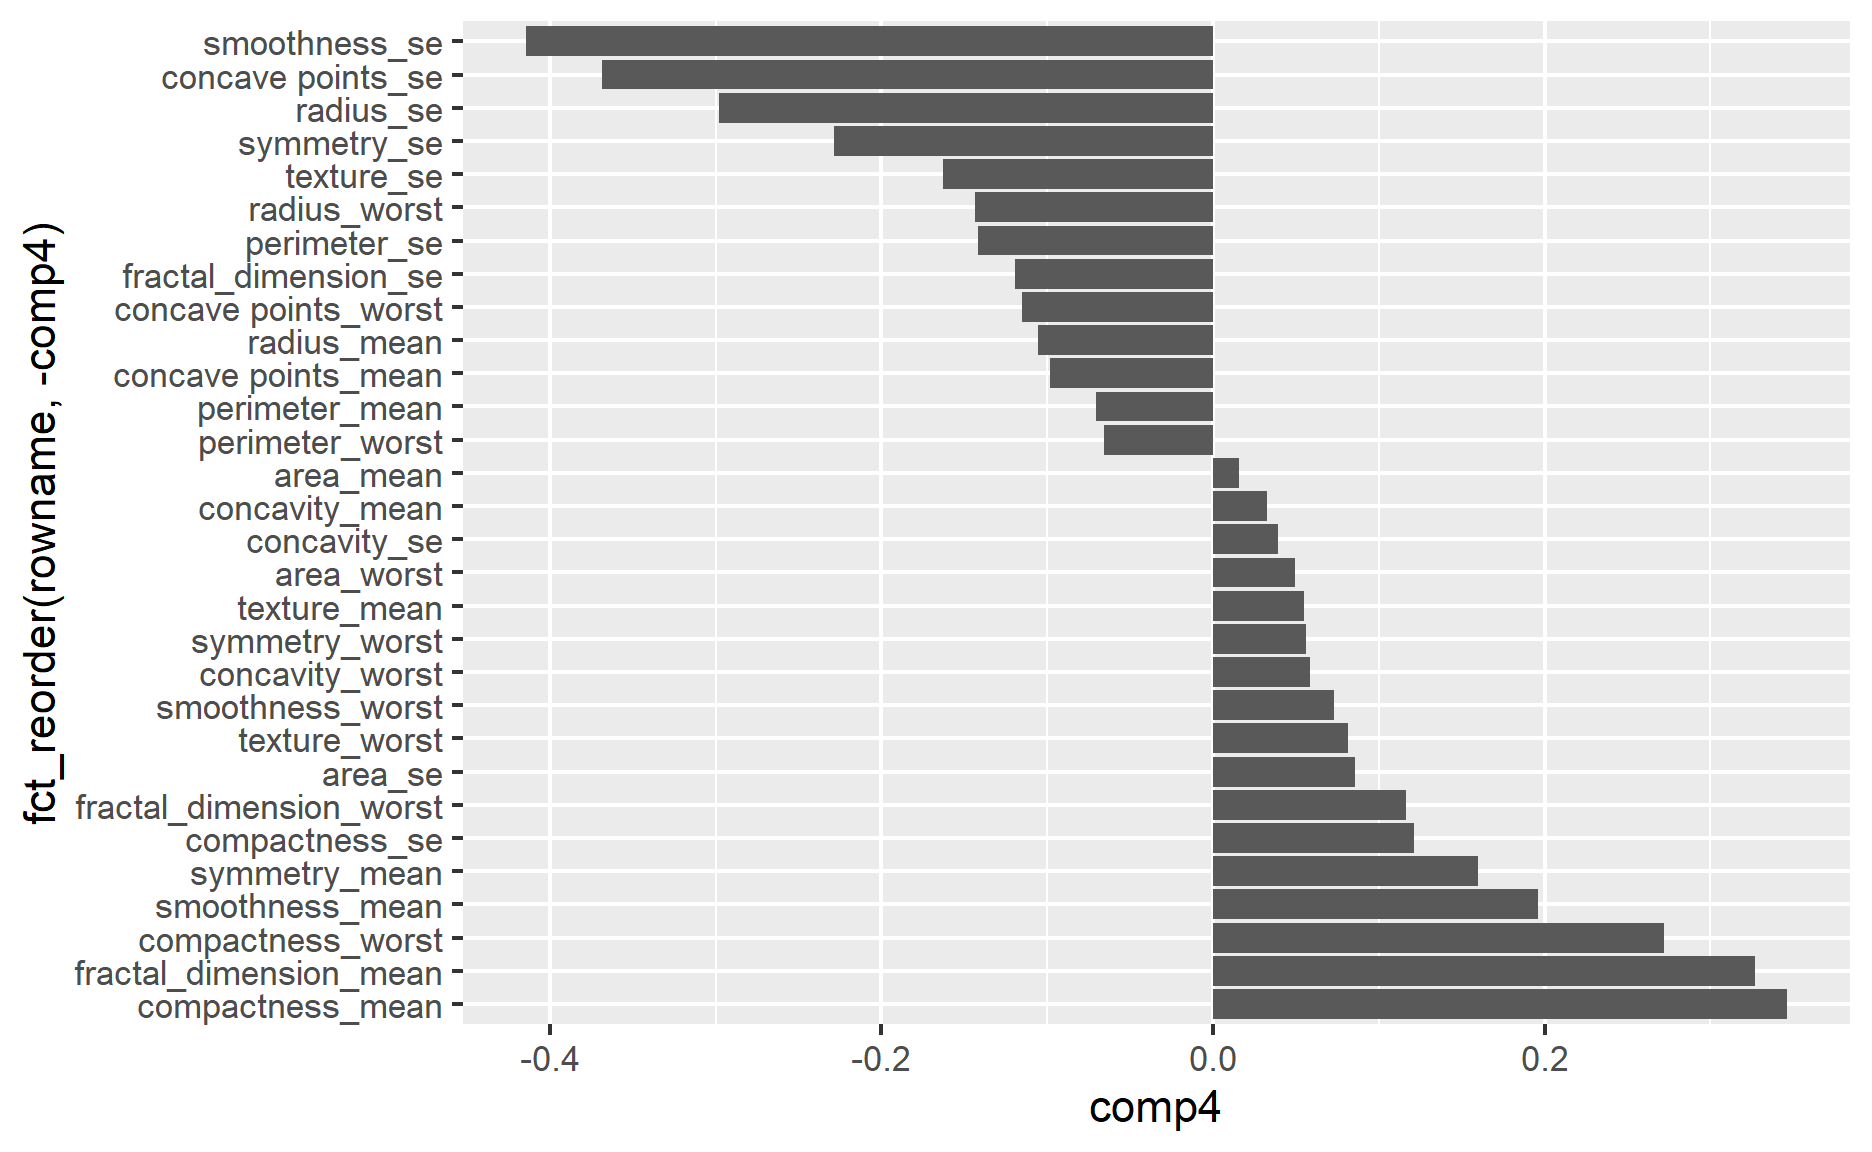 fct_reorder(rowname, -comp4)
smoothness_se
concave points_se
radius_se
symmetry_se
texture_se
radius_worst
perimeter_se
fractal_dimension_se
concave points_worst
radius_mean
concave points_mean
perimeter_mean
perimeter_worst
area_mean
concavity_mean
concavity_se
area_worst
texture_mean
symmetry_worst
concavity_worst
smoothness_worst
texture_worst
area_se
fractal_dimension_worst
compactness_se
symmetry_mean
smoothness_mean
compactness_worst
fractal_dimension_mean
compactness_mean
-0.4 -0.2 0.0 0.2
comp4